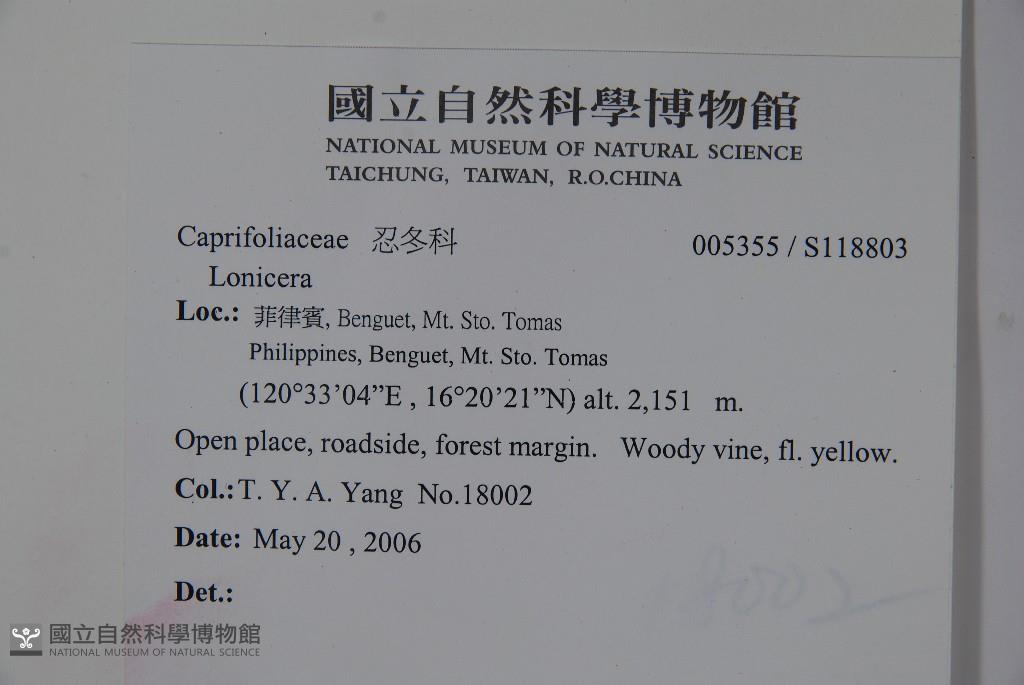 國立自然科學博物館
NATIONAL MUSEUM OF NATURAL SCIENCE
TAICHUNG, TAIWAN, R.O.CHINA
Caprifoliaceae 忍冬科 005355 / S118803
Lonicera
Loc.: 菲律賓, Benguet, Mt. Sto. Tomas
Philippines, Benguet, Mt. Sto. Tomas
(120°33’04”E , 16°20’21”N) alt. 2,151 m.
Open place, roadside, forest margin. Woody vine, fl. yellow.
Col.:T. Y. A. Yang No.18002
Date: May 20 , 2006
Det.:
18002
國立自然科學博物館
NATIONAL MUSEUM OF NATURAL SCIENCE